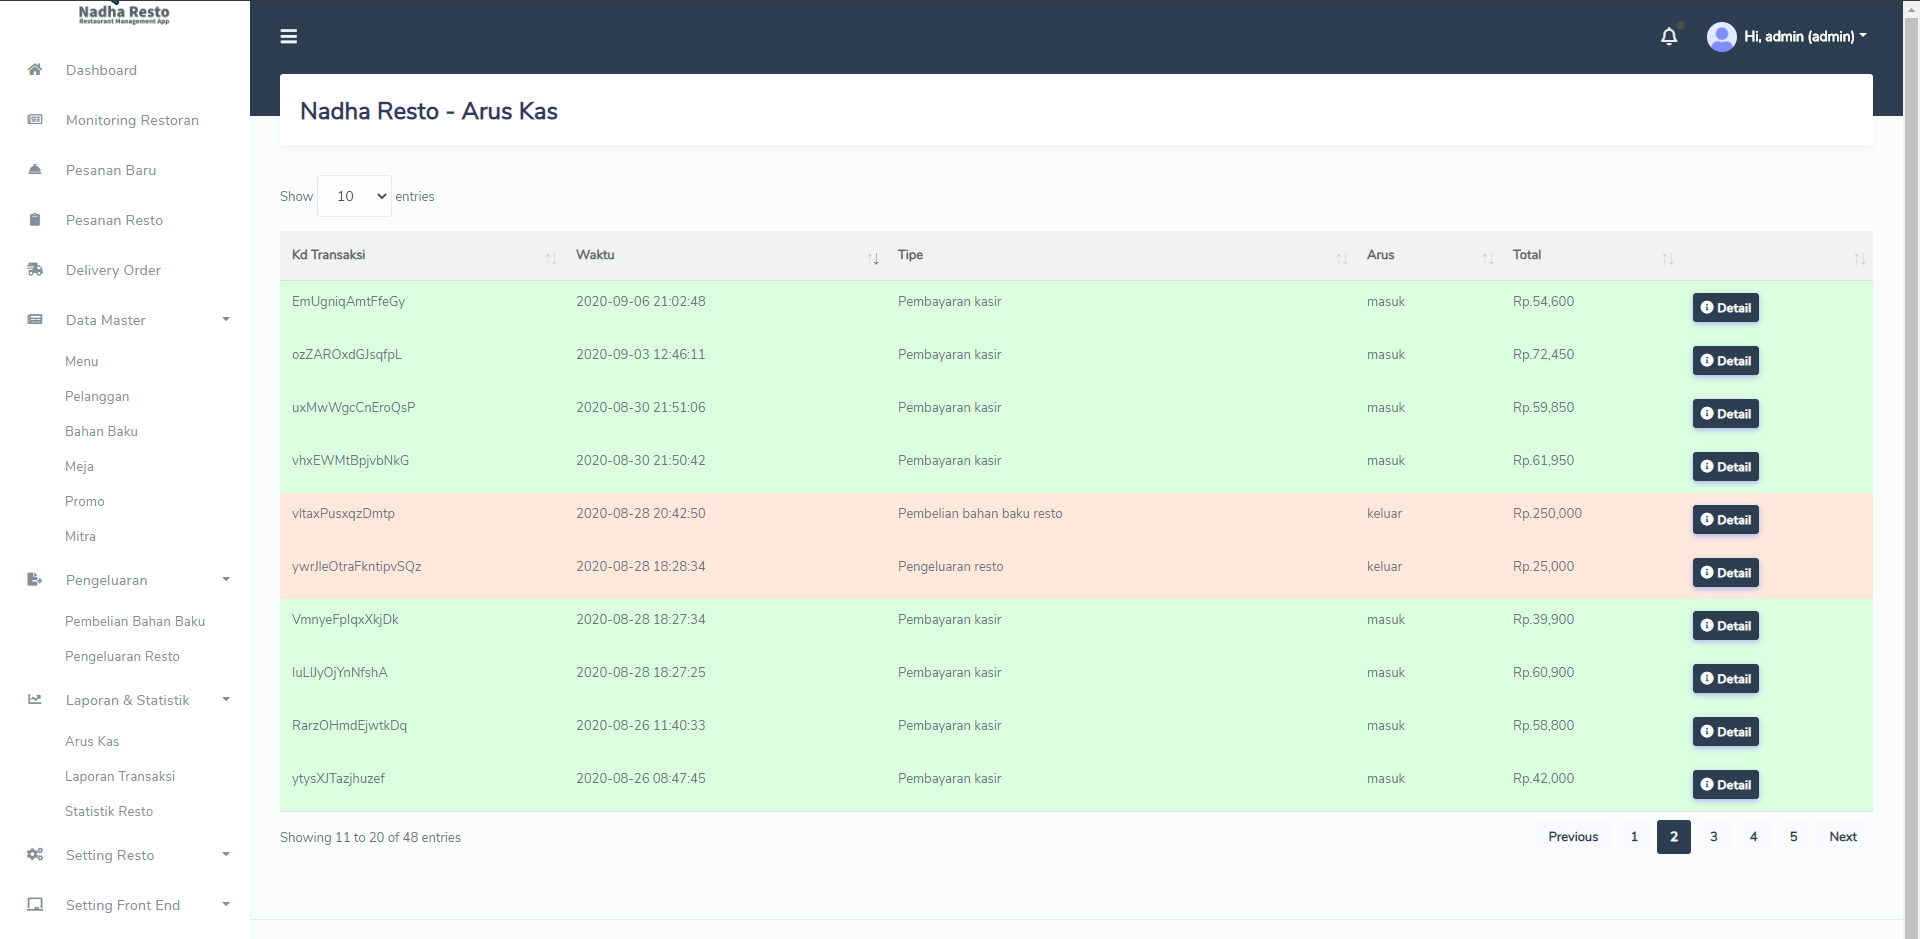 Nadha Resto
Restaurant Management App
Hi, admin (admin)
Dashboard
Monitoring Restoran
Pesanan Baru
Pesanan Resto
Delivery Order
Data Master
Menu
Pelanggan
Bahan Baku
Meja
Promo
Mitra
Pengeluaran
Pembelian Bahan Baku
Pengeluaran Resto
Laporan & Statistik
Arus Kas
Laporan Transaksi
Statistik Resto
Setting Resto
Setting Front End
Nadha Resto - Arus Kas
Show 10 entries
Kd Transaksi Waktu Tipe Arus Total
EmUgniqAmtFfeGy 2020-09-06 21:02:48 Pembayaran kasir masuk Rp.54,600 Detail
ozZAROxdGJsqfpL 2020-09-03 12:46:11 Pembayaran kasir masuk Rp.72,450 Detail
uxMwWgcCnEroQsP 2020-08-30 21:51:06 Pembayaran kasir masuk Rp.59,850 Detail
vhxEWMtBpjvbNkG 2020-08-30 21:50:42 Pembayaran kasir masuk Rp.61,950 Detail
vltaxPusxqzDmtp 2020-08-28 20:42:50 Pembelian bahan baku resto keluar Rp.250,000 Detail
ywrJleOtraFkntipvSQz 2020-08-28 18:28:34 Pengeluaran resto keluar Rp.25,000 Detail
VmnyeFplqxXkjDk 2020-08-28 18:27:34 Pembayaran kasir masuk Rp.39,900 Detail
IuLlJyOjYnNfshA 2020-08-28 18:27:25 Pembayaran kasir masuk Rp.60,900 Detail
RarzOHmdEjwtkDq 2020-08-26 11:40:33 Pembayaran kasir masuk Rp.58,800 Detail
ytysXJTazjhuzef 2020-08-26 08:47:45 Pembayaran kasir masuk Rp.42,000 Detail
Showing 11 to 20 of 48 entries
Previous 1 2 3 4 5 Next